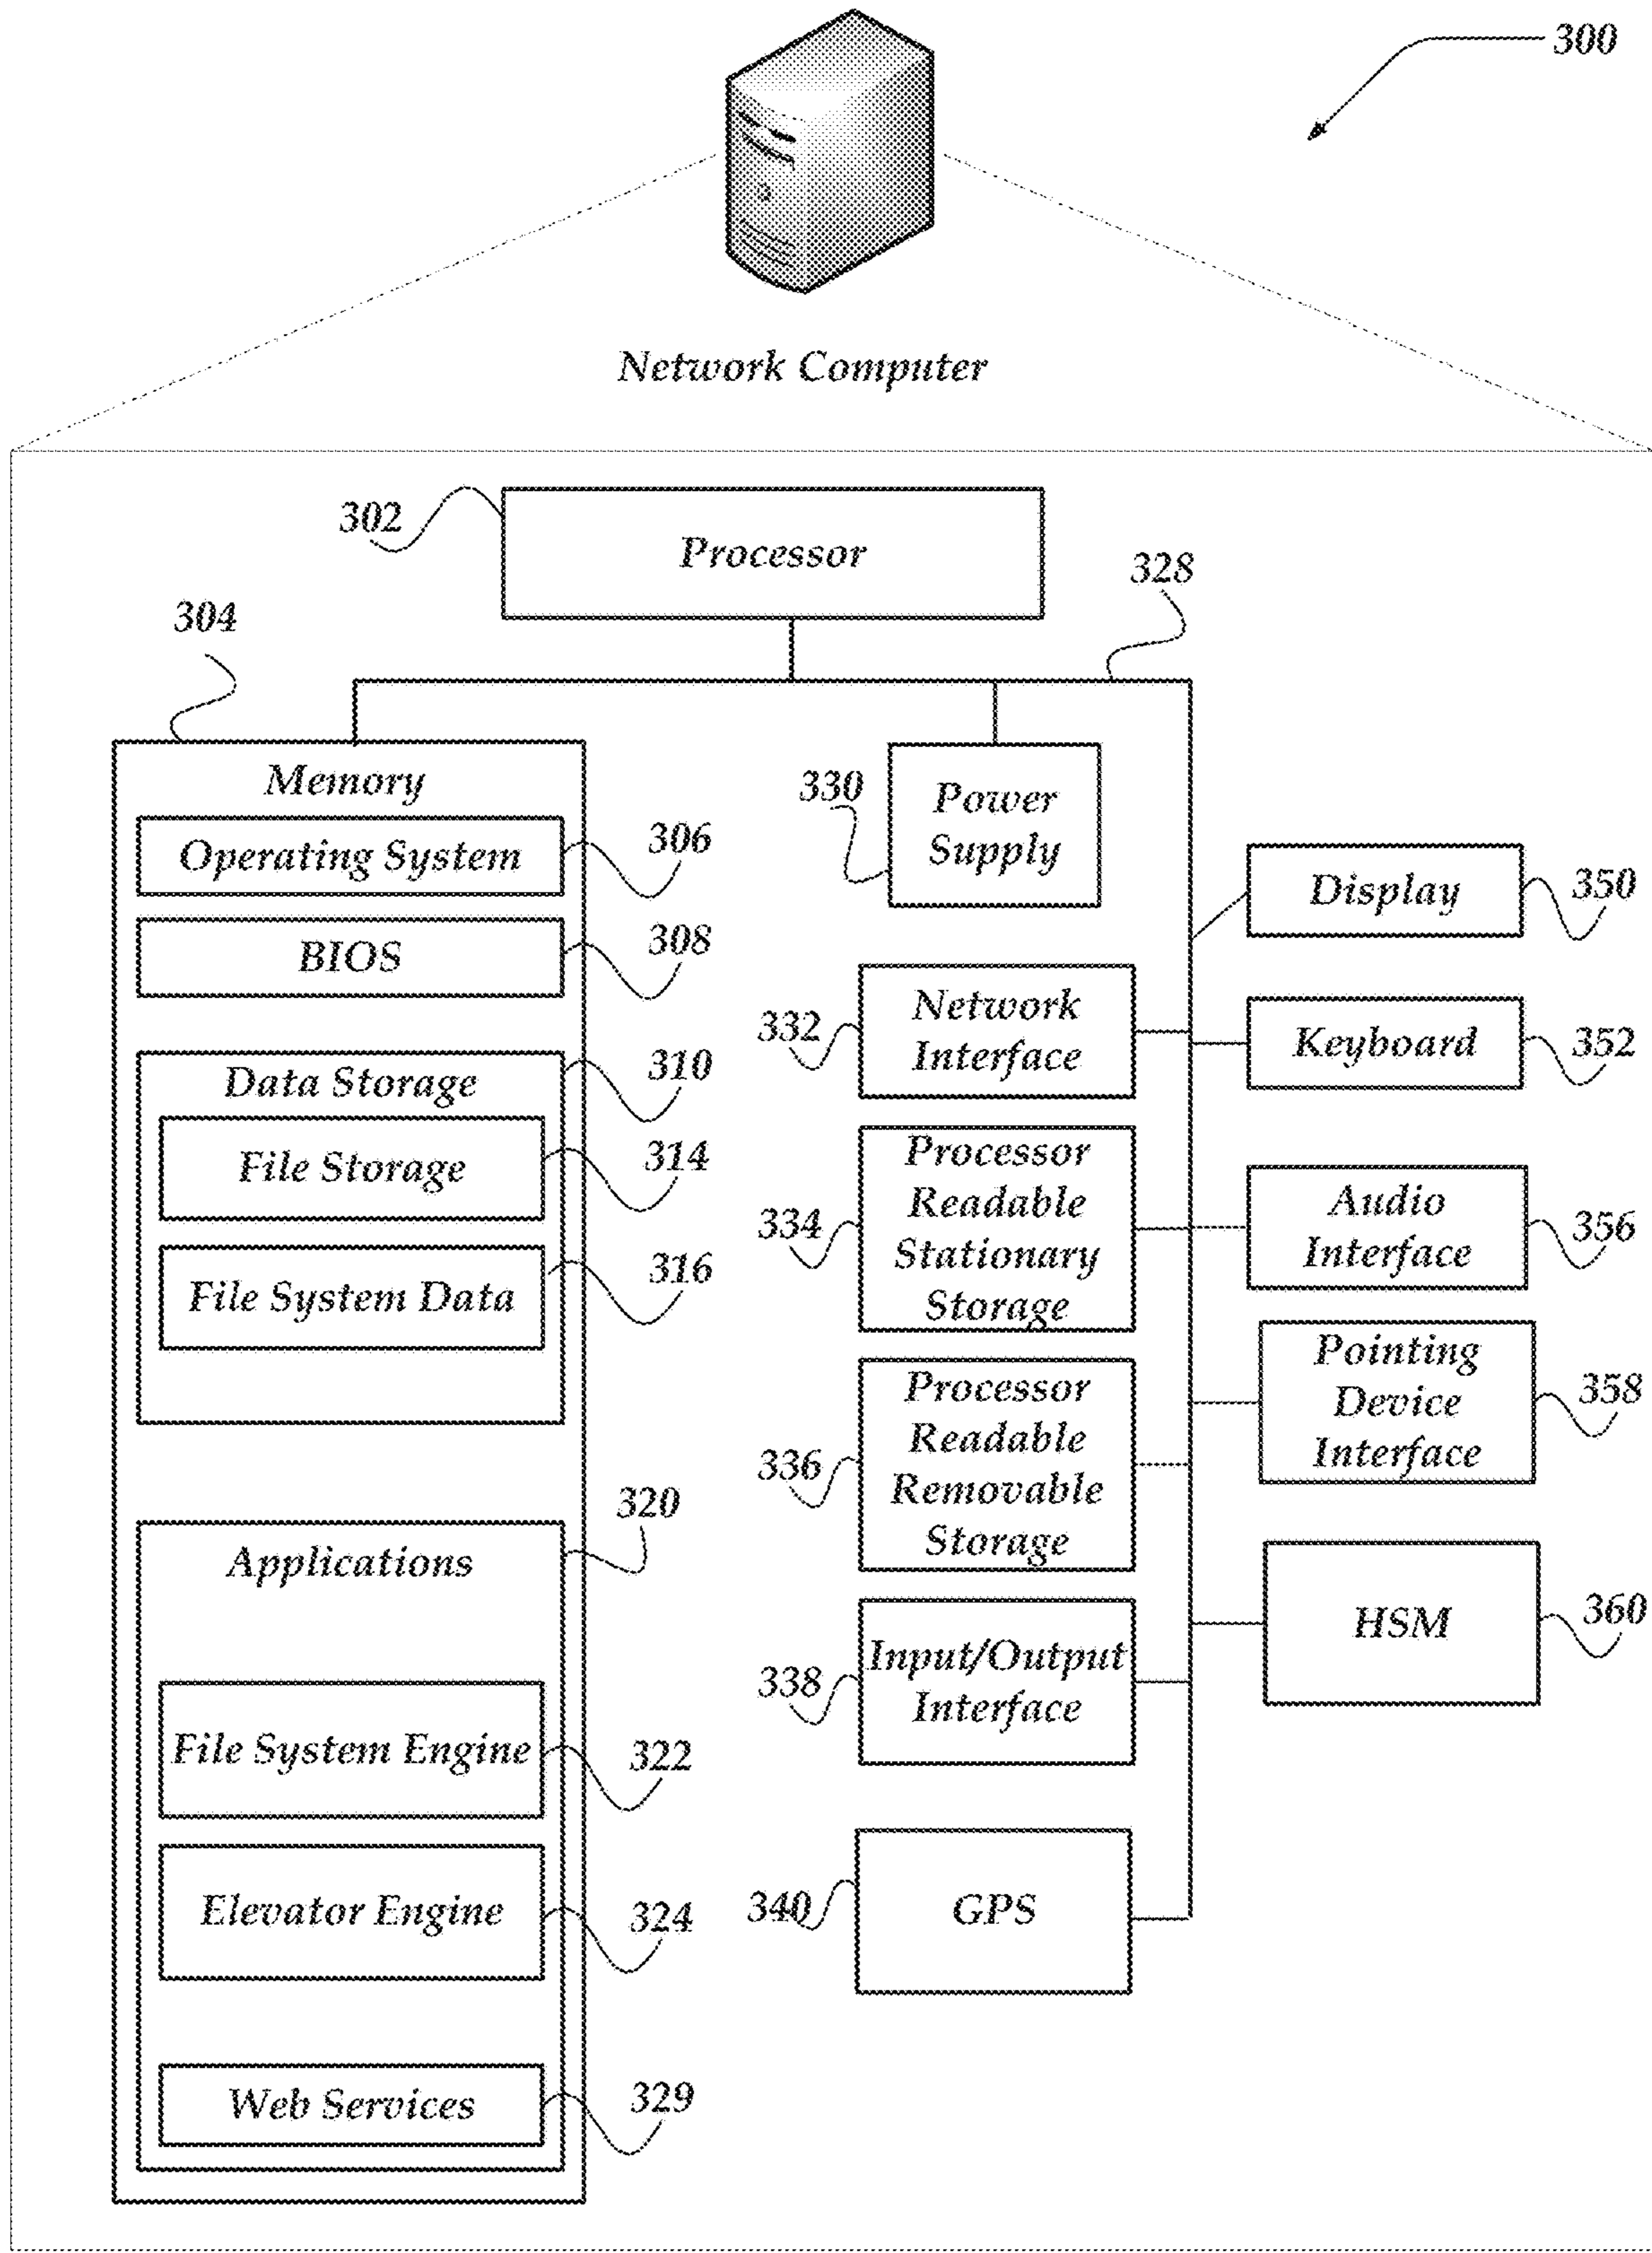 300
Network Computer
302
Processor
328
304
Memory
Operating System
306
BIOS
308
Data Storage
310
File Storage
314
File System Data
316
Applications
320
File System Engine
322
Elevator Engine
324
Web Services
329
330
Power
Supply
332
Network
Interface
334
Processor
Readable
Stationary
Storage
336
Processor
Readable
Removable
Storage
338
Input/Output
Interface
340
GPS
Display
350
Keyboard
352
Audio
Interface
356
Pointing
Device
Interface
358
HSM
360